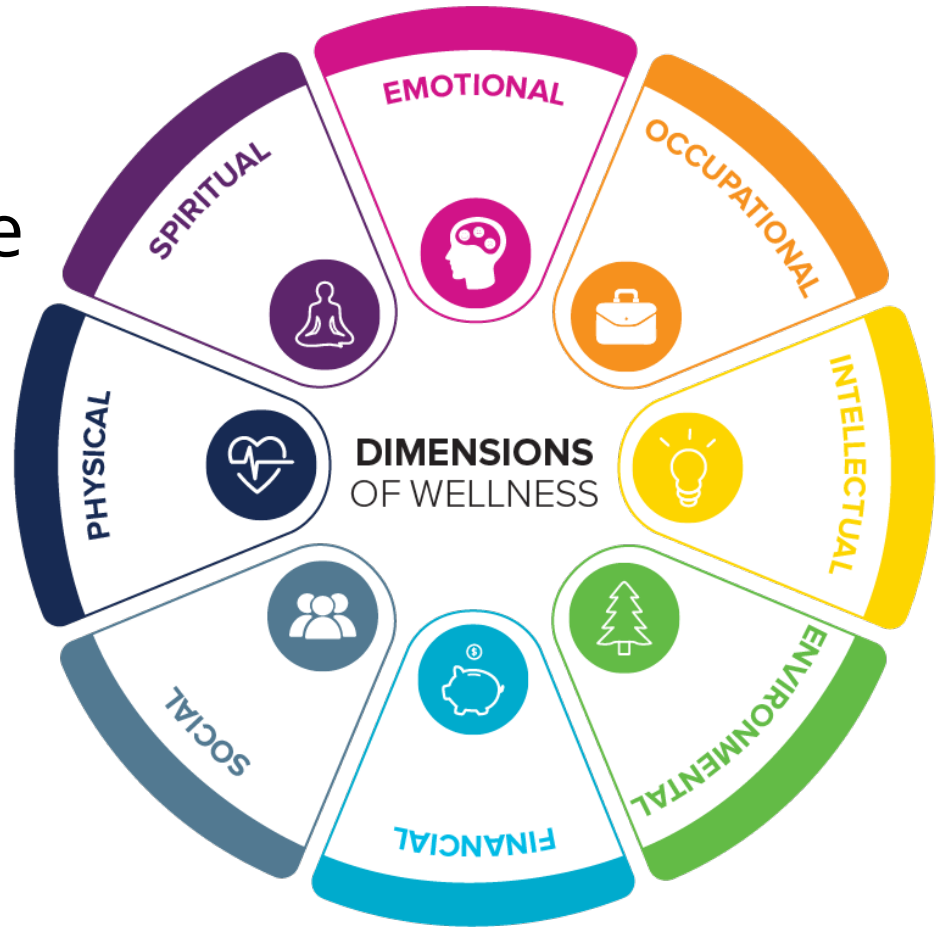 EMOTIONAL
OCCUPATIONAL
SPIRITUAL
e
INTELLECTUAL
PHYSICAL
DIMENSIONS
OF WELLNESS
ENVIRONMENTAL
SOCIAL
$
FINANCIAL